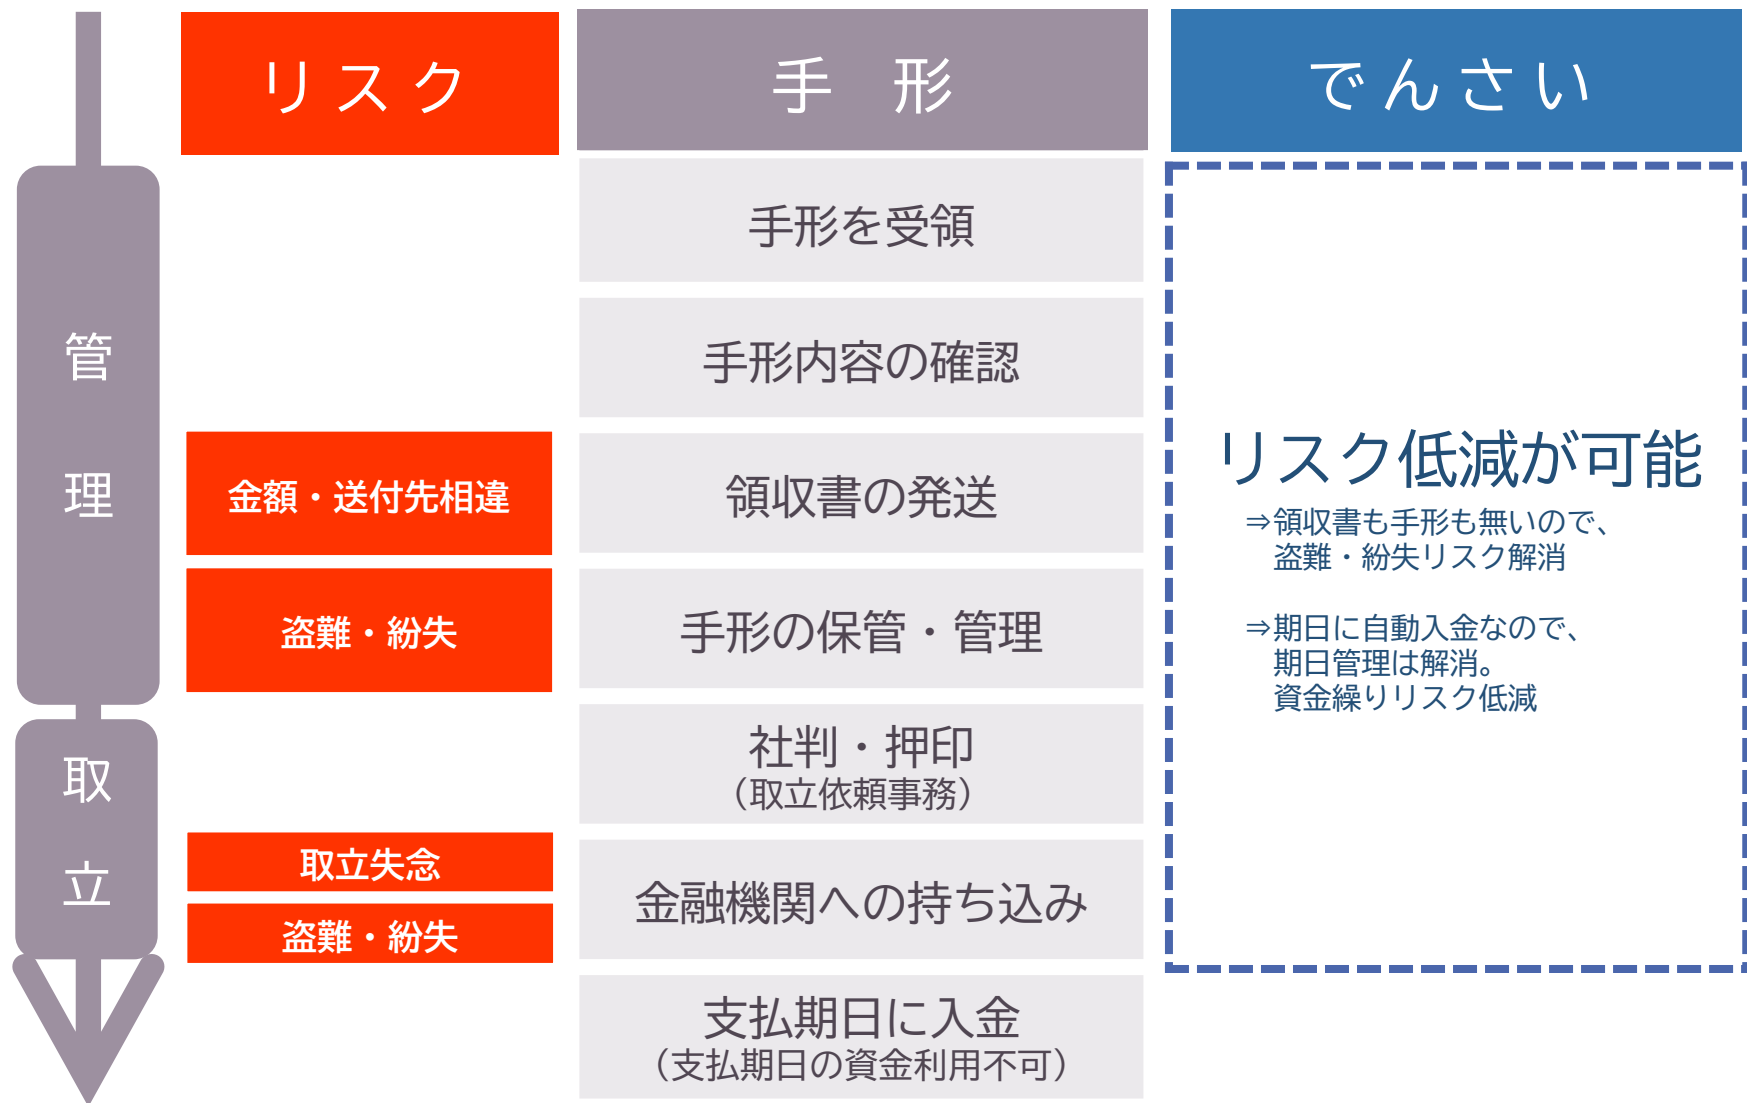 リスク
手　形
でんさい
管
理
取
立
手形を受領
手形内容の確認
金額・送付先相違
領収書の発送
盗難・紛失
手形の保管・管理
社判・押印
（取立依頼事務）
取立失念
盗難・紛失
金融機関への持ち込み
支払期日に入金
（支払期日の資金利用不可）
リスク低減が可能
⇒領収書も手形も無いので、
盗難・紛失リスク解消
⇒期日に自動入金なので、
期日管理は解消。
資金繰りリスク低減